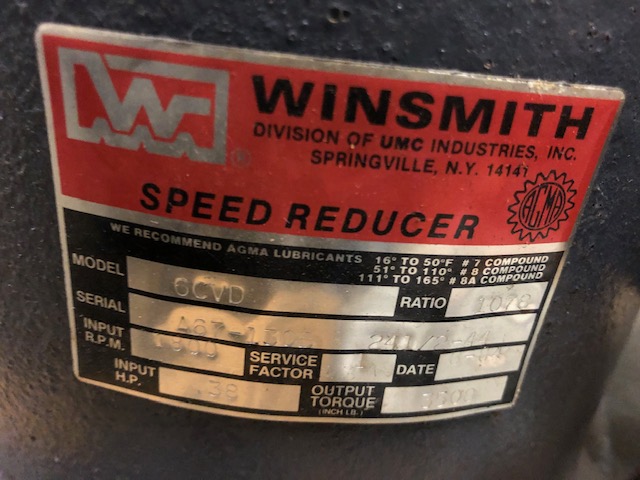 W ®
WINSMITH
DIVISION OF UMC INDUSTRIES, INC.
SPRINGVILLE, N.Y. 14141
SPEED REDUCER
AGMA
WE RECOMMEND AGMA LUBRICANTS 16° TO 50°F # 7 COMPOUND
51° TO 110° # 8 COMPOUND
111° TO 165° # 8A COMPOUND
MODEL 6CVD RATIO
SERIAL
INPUT R.P.M. SERVICE FACTOR DATE
INPUT H.P. OUTPUT TORQUE (INCH LB.)